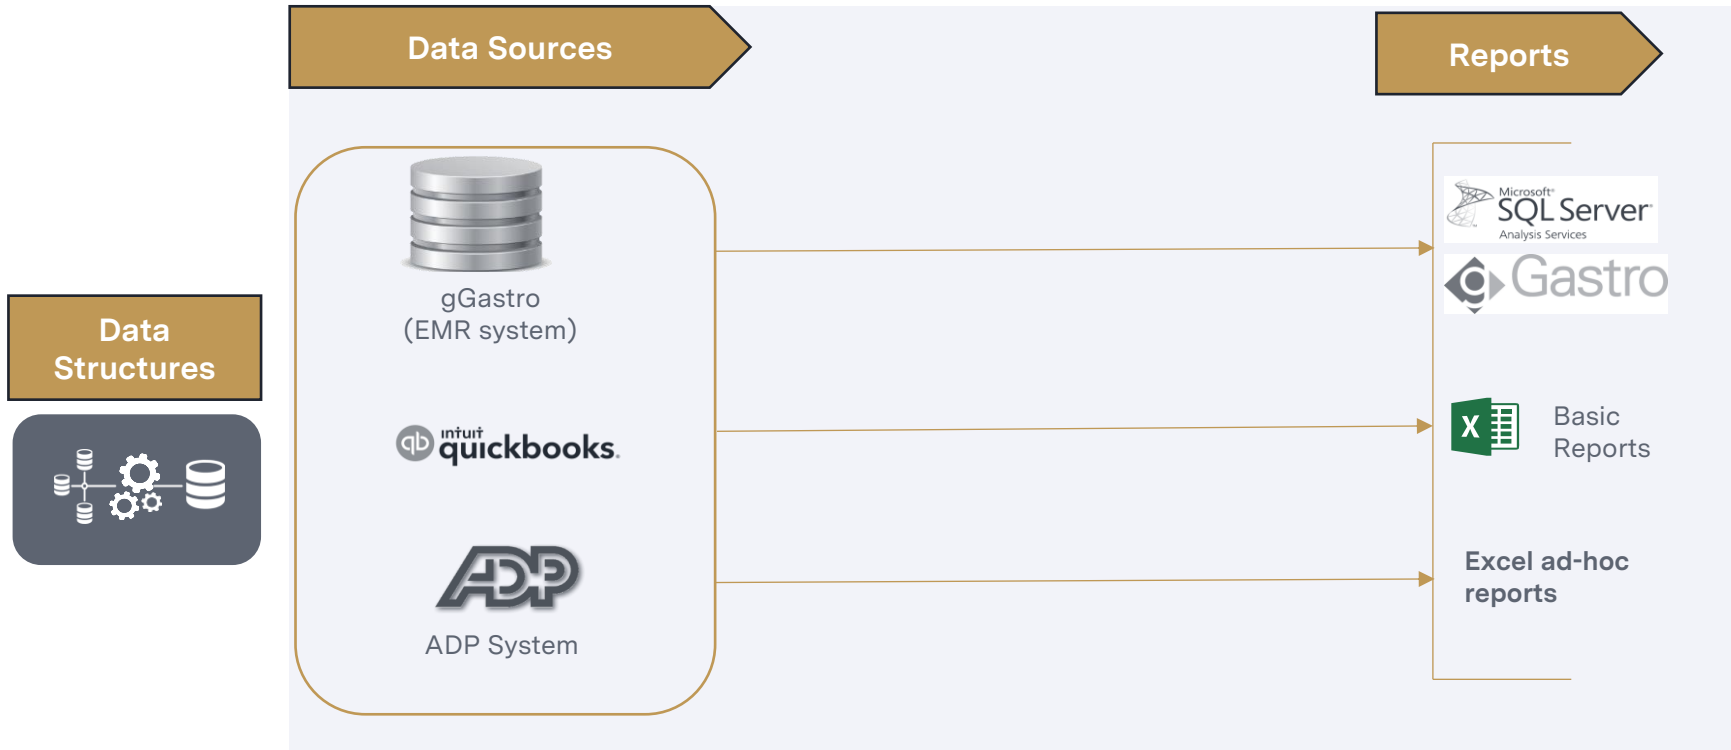 Data Sources
Reports
Data
Structures
gGastro
(EMR system)
intuit
qb quickbooks.
ADP
ADP System
Microsoft®
SQL Server®
Analysis Services
g Gastro
X
Basic
Reports
Excel ad-hoc
reports